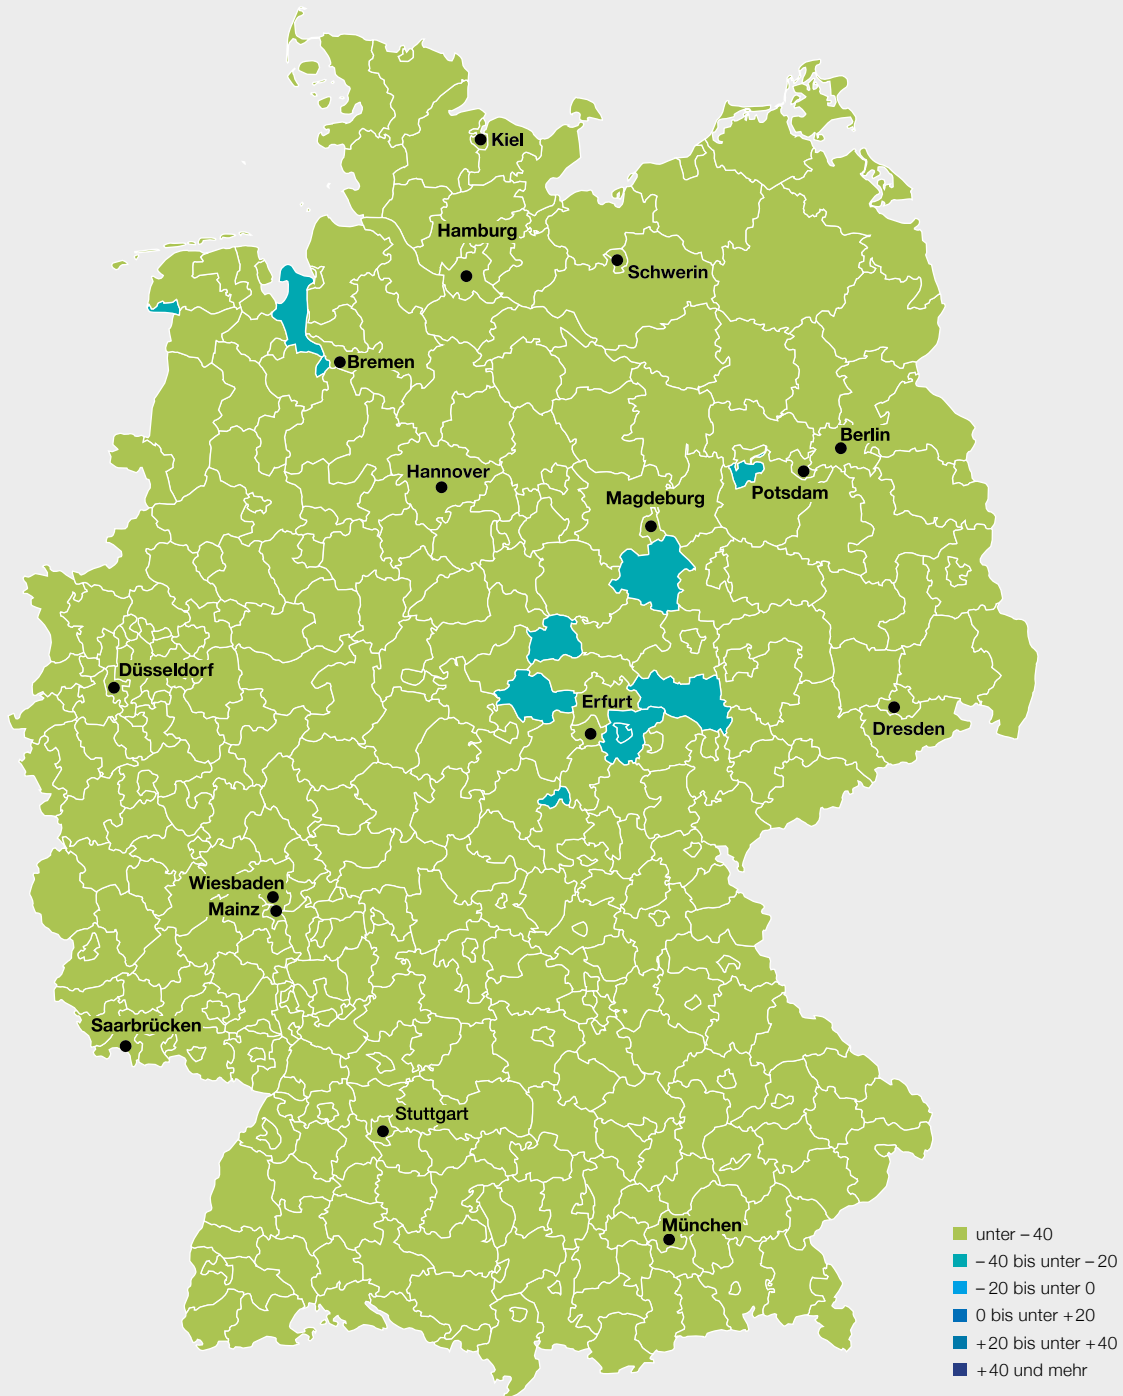 Kiel
Hamburg
Schwerin
Bremen
Berlin
Hannover
Potsdam
Magdeburg
Düsseldorf
Erfurt
Dresden
Wiesbaden
Mainz
Saarbrücken
Stuttgart
München
unter – 40
– 40 bis unter – 20
– 20 bis unter 0
0 bis unter +20
+20 bis unter +40
+40 und mehr